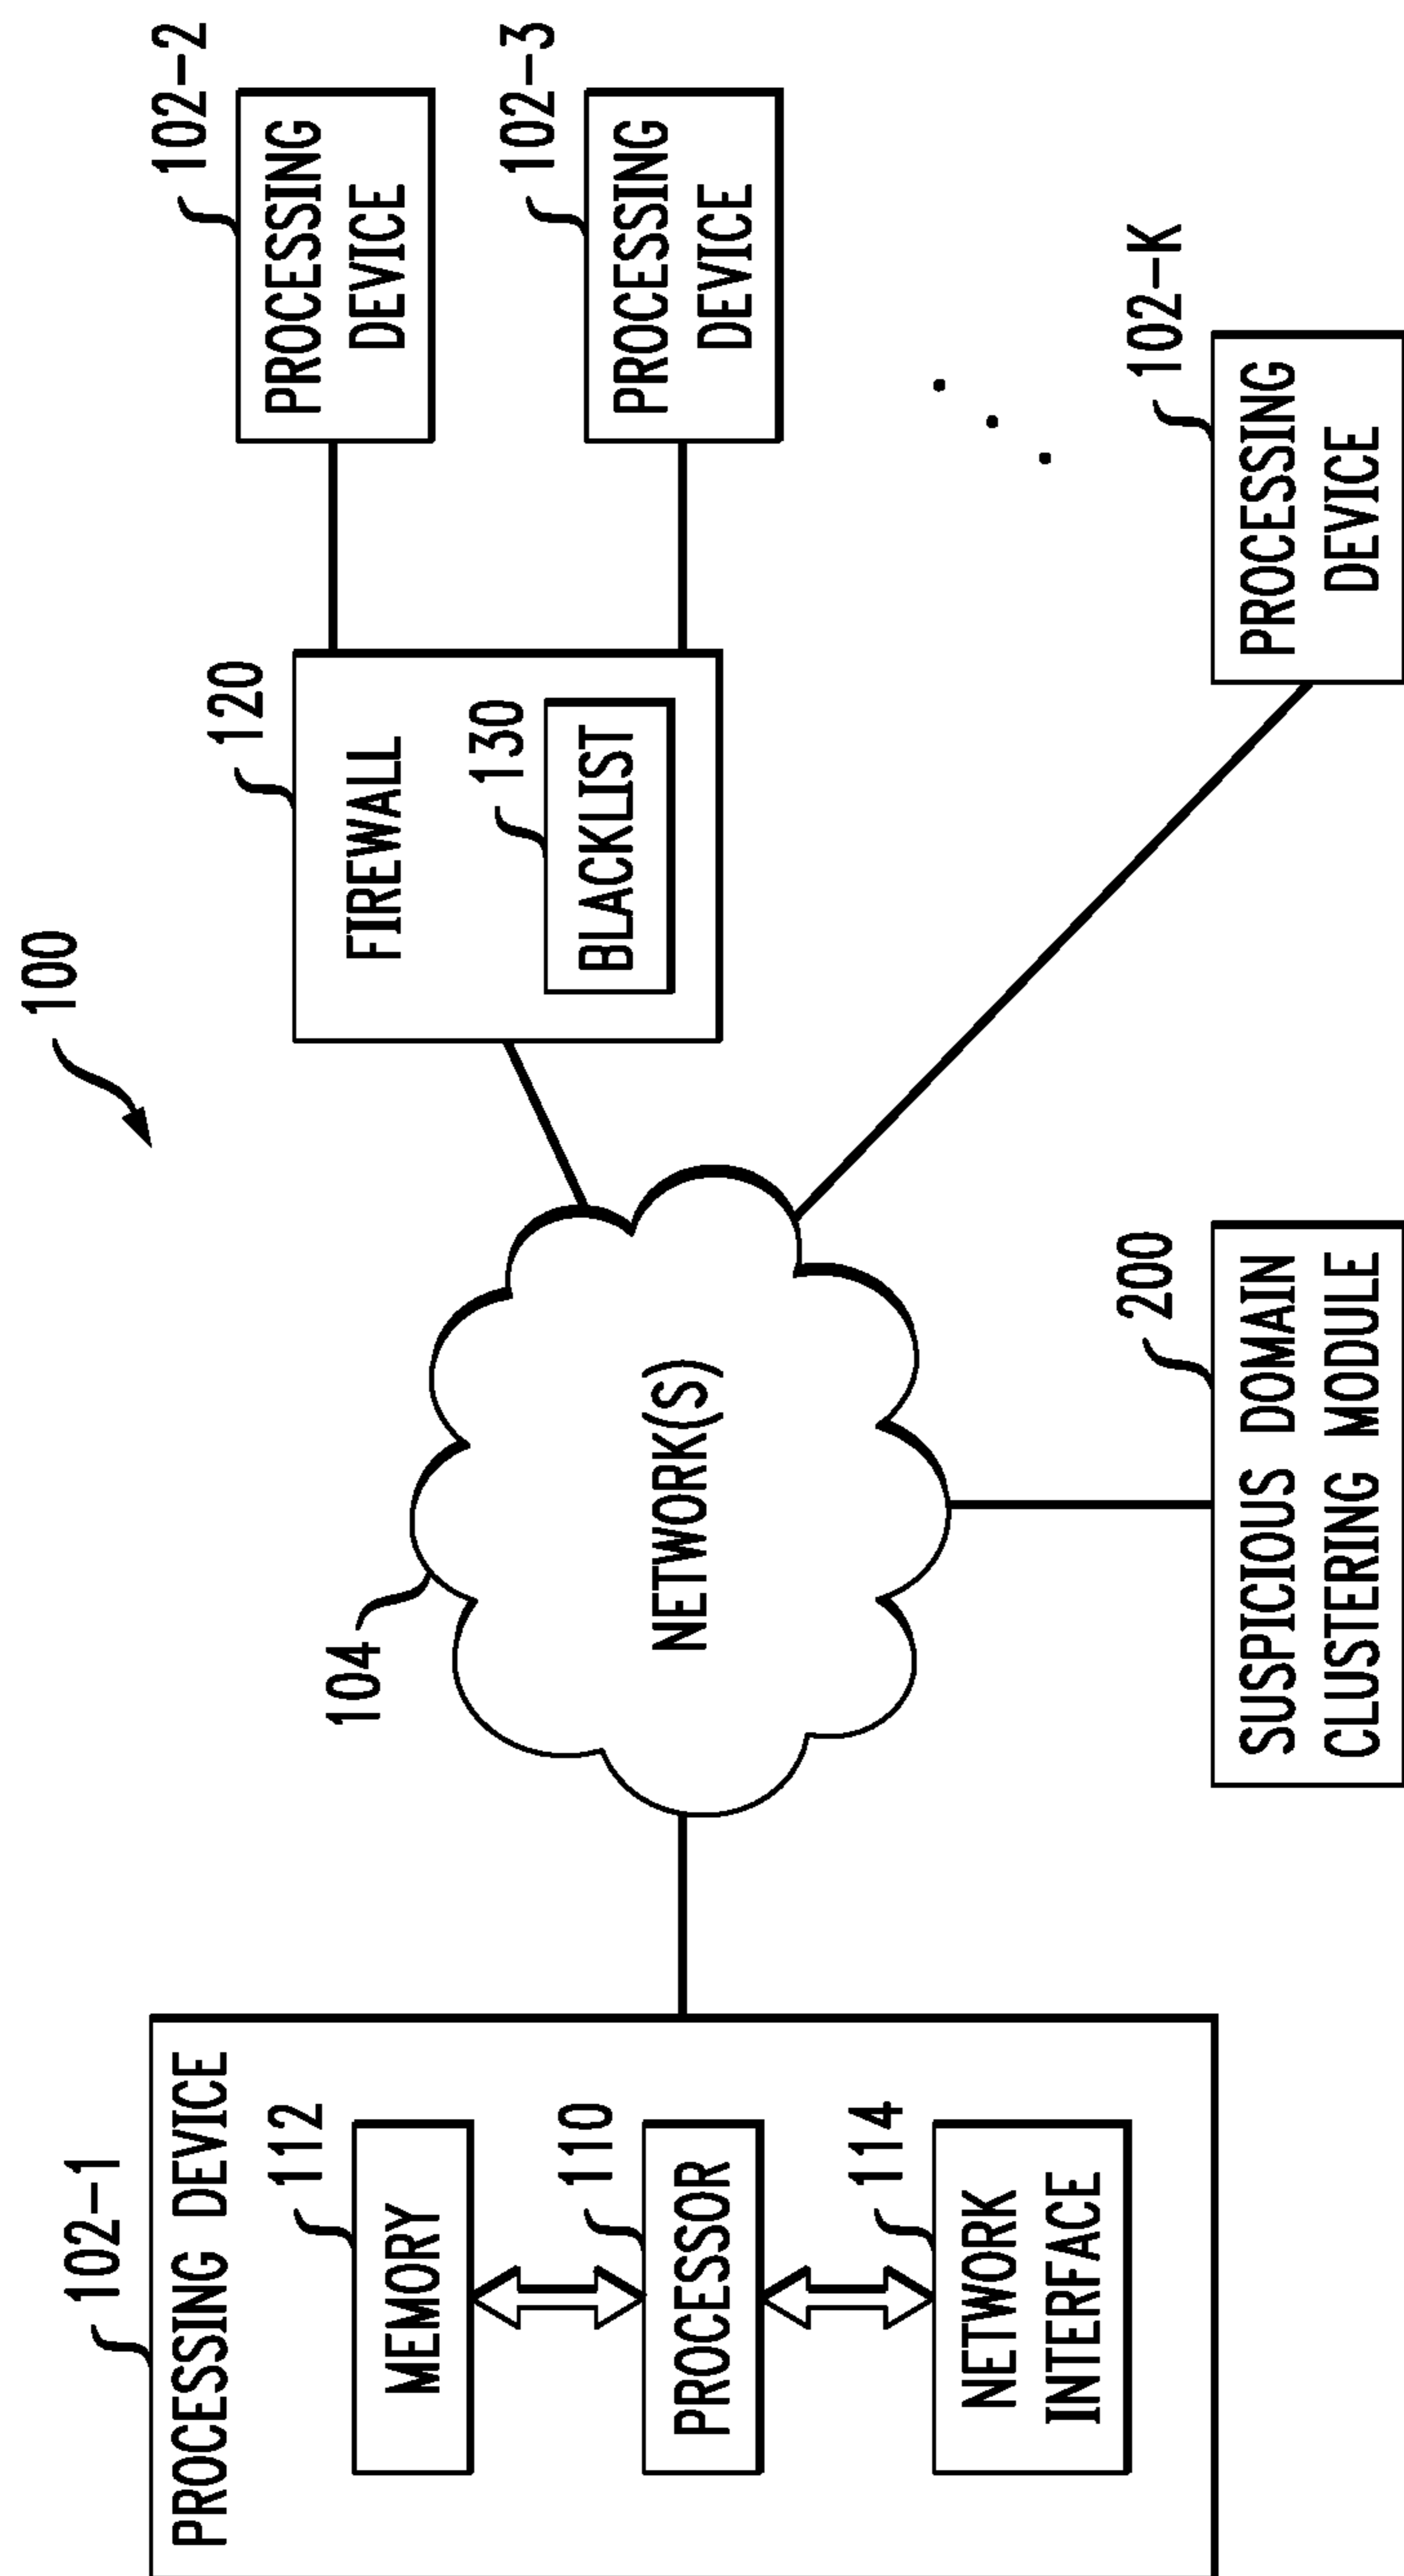 100
102-1
PROCESSING DEVICE
112
MEMORY
110
PROCESSOR
114
NETWORK
INTERFACE
104
NETWORK(S)
120
FIREWALL
130
BLACKLIST
102-2
PROCESSING
DEVICE
102-3
PROCESSING
DEVICE
200
SUSPICIOUS DOMAIN
CLUSTERING MODULE
102-K
PROCESSING
DEVICE